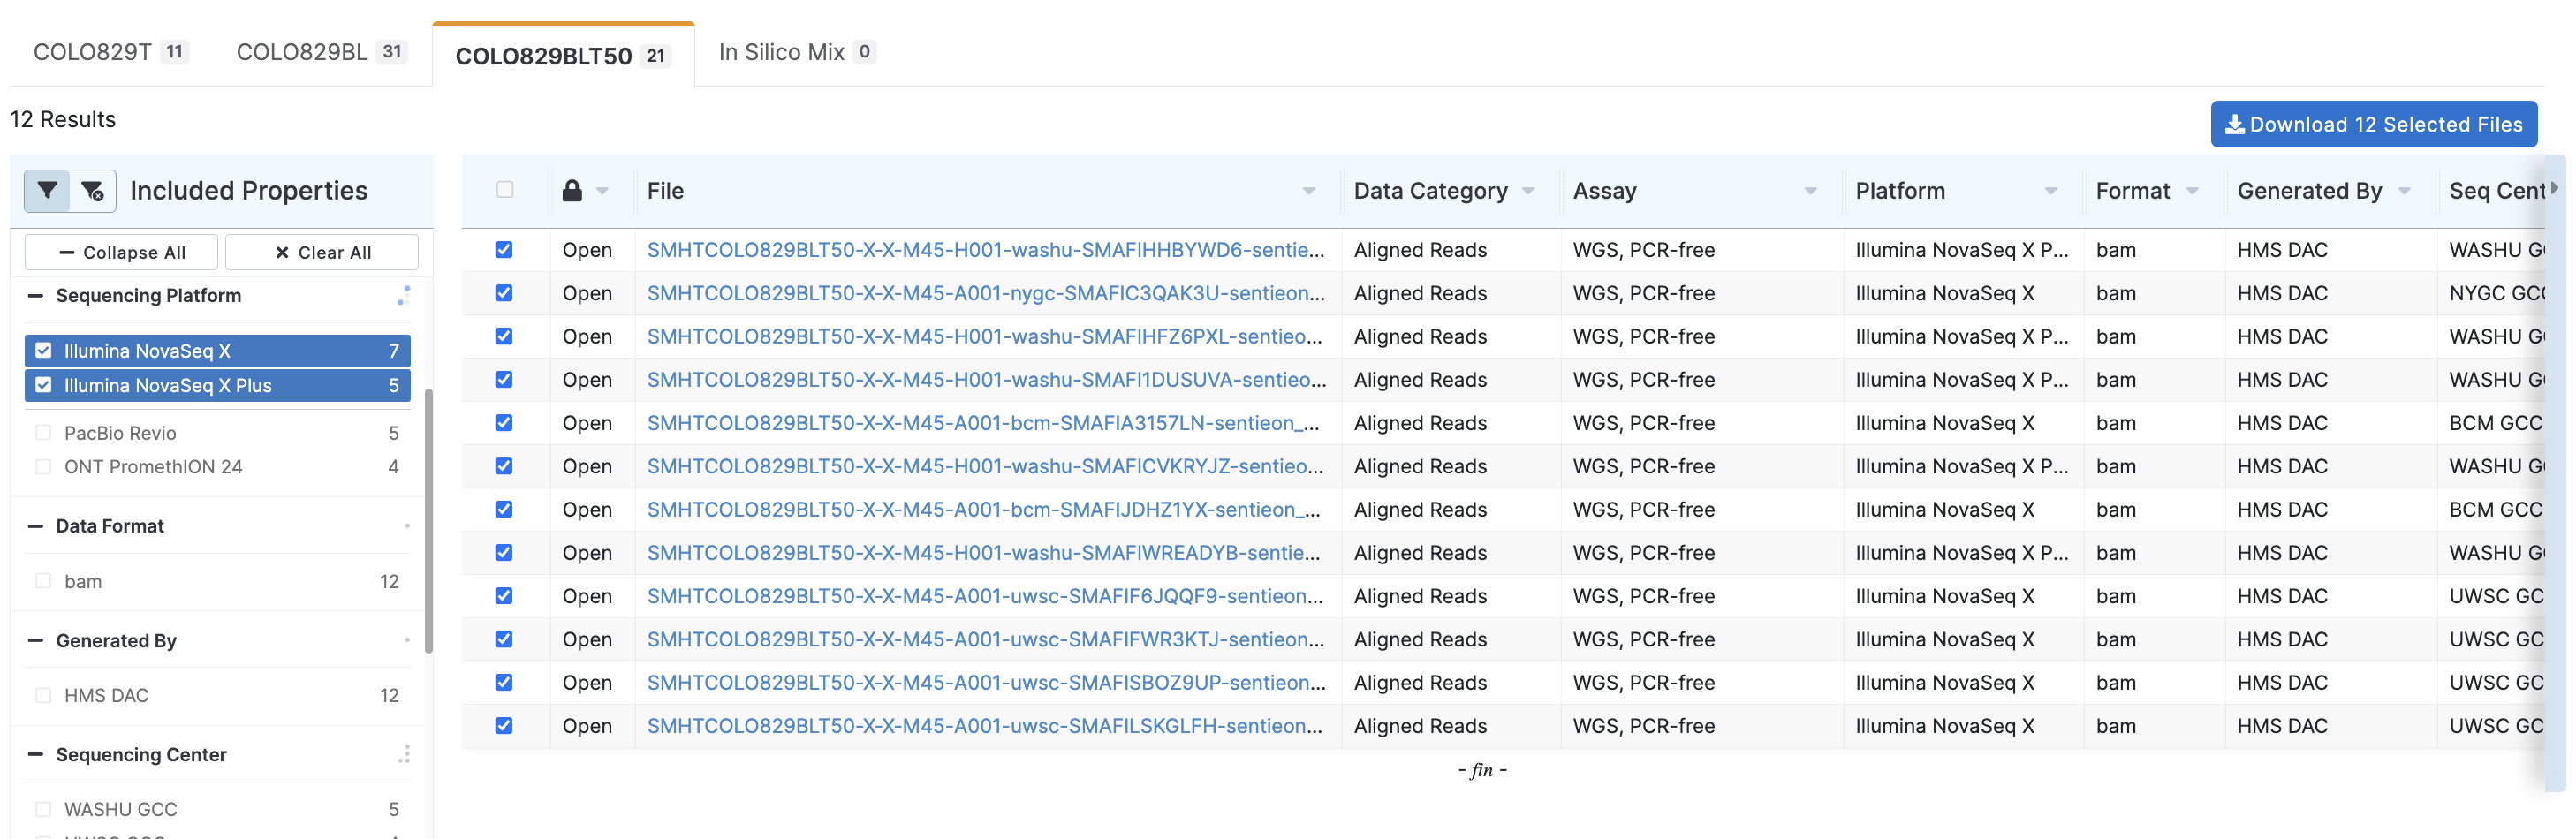 COLO829T 11 COLO829BL 31 COLO829BLT50 21 In Silico Mix 0
12 Results
Download 12 Selected Files
Included Properties
Collapse All Clear All
Sequencing Platform
Illumina NovaSeq X 7
Illumina NovaSeq X Plus 5
PacBio Revio 5
ONT PromethION 24 4
Data Format
bam 12
Generated By
HMS DAC 12
Sequencing Center
WASHU GCC 5
File Data Category Assay Platform Format Generated By Seq Cent
Open SMHTCOLO829BLT50-X-X-M45-H001-washu-SMAFIHHBYWD6-sentie... Aligned Reads WGS, PCR-free Illumina NovaSeq X P... bam HMS DAC WASHU G
Open SMHTCOLO829BLT50-X-X-M45-A001-nygc-SMAFIC3QAK3U-sentieon... Aligned Reads WGS, PCR-free Illumina NovaSeq X bam HMS DAC NYGC GC
Open SMHTCOLO829BLT50-X-X-M45-H001-washu-SMAFIHFZ6PXL-sentieo... Aligned Reads WGS, PCR-free Illumina NovaSeq X P... bam HMS DAC WASHU G
Open SMHTCOLO829BLT50-X-X-M45-H001-washu-SMAFI1DUSUVA-sentieo... Aligned Reads WGS, PCR-free Illumina NovaSeq X P... bam HMS DAC WASHU G
Open SMHTCOLO829BLT50-X-X-M45-A001-bcm-SMAFIA3157LN-sentieon_... Aligned Reads WGS, PCR-free Illumina NovaSeq X bam HMS DAC BCM GCC
Open SMHTCOLO829BLT50-X-X-M45-H001-washu-SMAFICVKRYJZ-sentieo... Aligned Reads WGS, PCR-free Illumina NovaSeq X P... bam HMS DAC WASHU G
Open SMHTCOLO829BLT50-X-X-M45-A001-bcm-SMAFIJDHZ1YX-sentieon_... Aligned Reads WGS, PCR-free Illumina NovaSeq X bam HMS DAC BCM GCC
Open SMHTCOLO829BLT50-X-X-M45-H001-washu-SMAFIWREADYB-sentie... Aligned Reads WGS, PCR-free Illumina NovaSeq X P... bam HMS DAC WASHU G
Open SMHTCOLO829BLT50-X-X-M45-A001-uwsc-SMAFIF6JQQF9-sentieon... Aligned Reads WGS, PCR-free Illumina NovaSeq X bam HMS DAC UWSC GC
Open SMHTCOLO829BLT50-X-X-M45-A001-uwsc-SMAFIFWR3KTJ-sentieon... Aligned Reads WGS, PCR-free Illumina NovaSeq X bam HMS DAC UWSC GC
Open SMHTCOLO829BLT50-X-X-M45-A001-uwsc-SMAFISBOZ9UP-sentieon... Aligned Reads WGS, PCR-free Illumina NovaSeq X bam HMS DAC UWSC GC
Open SMHTCOLO829BLT50-X-X-M45-A001-uwsc-SMAFILSKGLFH-sentieon... Aligned Reads WGS, PCR-free Illumina NovaSeq X bam HMS DAC UWSC GC
- fin -